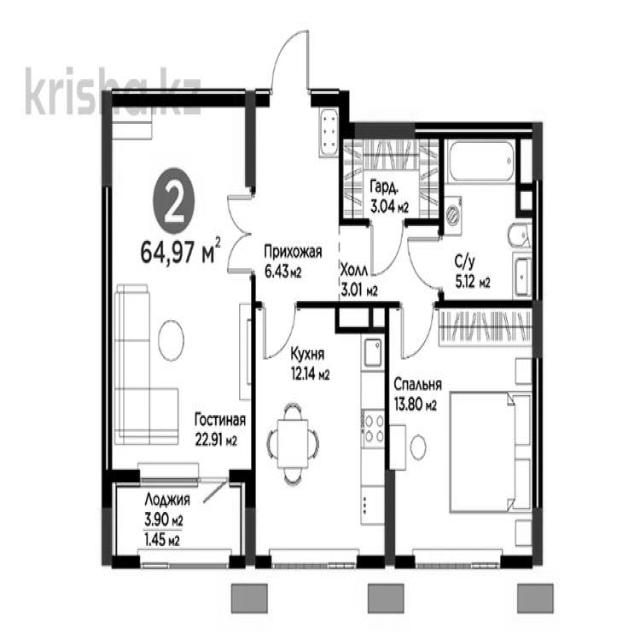 krisha.kz
2
64,97 м²
Прихожая
6.43 м2
Гард.
3.04 м2
Холл
3.01 м2
С/у
5.12 м2
Кухня
12.14 м2
Спальня
13.80 м2
Гостиная
22.91 м2
Лоджия
3.90 м2
1.45 м2